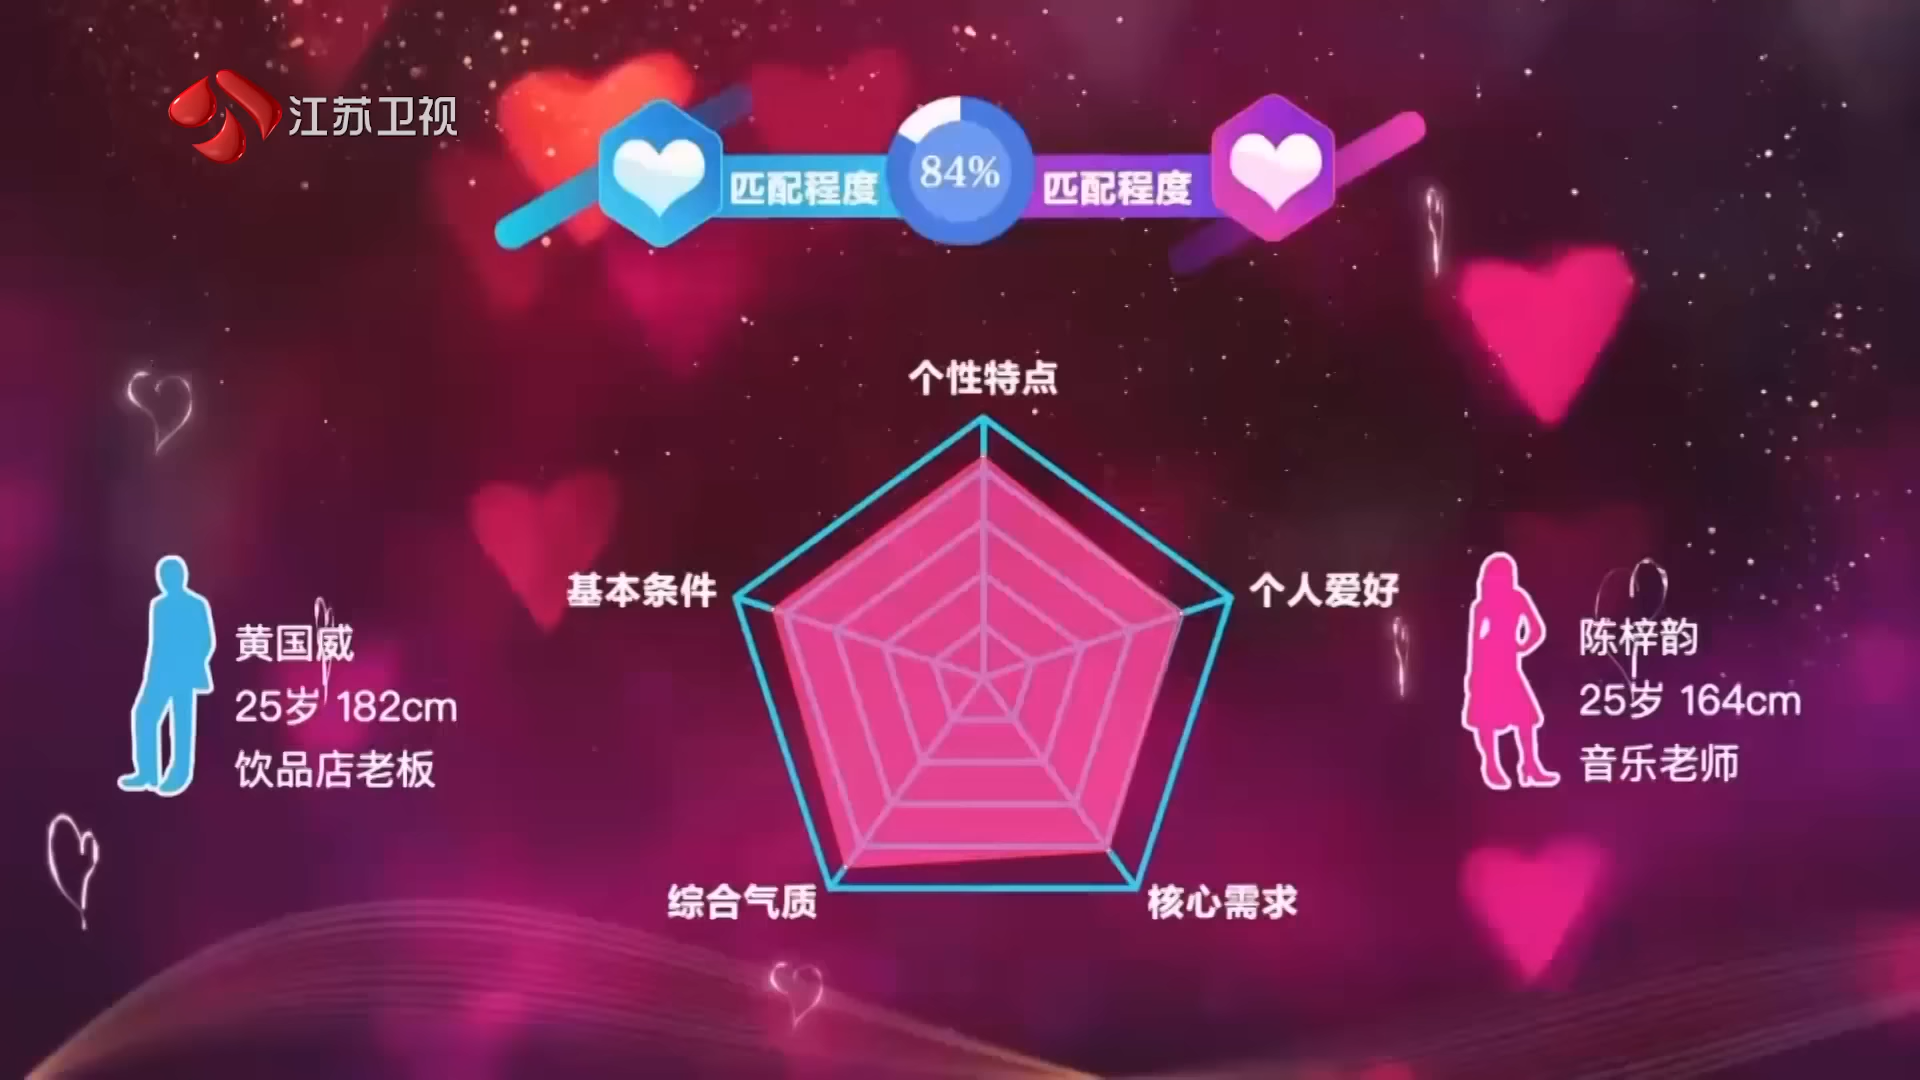 江苏卫视
匹配程度
84%
匹配程度
个性特点
基本条件
个人爱好
黄国威
25岁 182cm
饮品店老板
陈梓韵
25岁 164cm
音乐老师
综合气质
核心需求